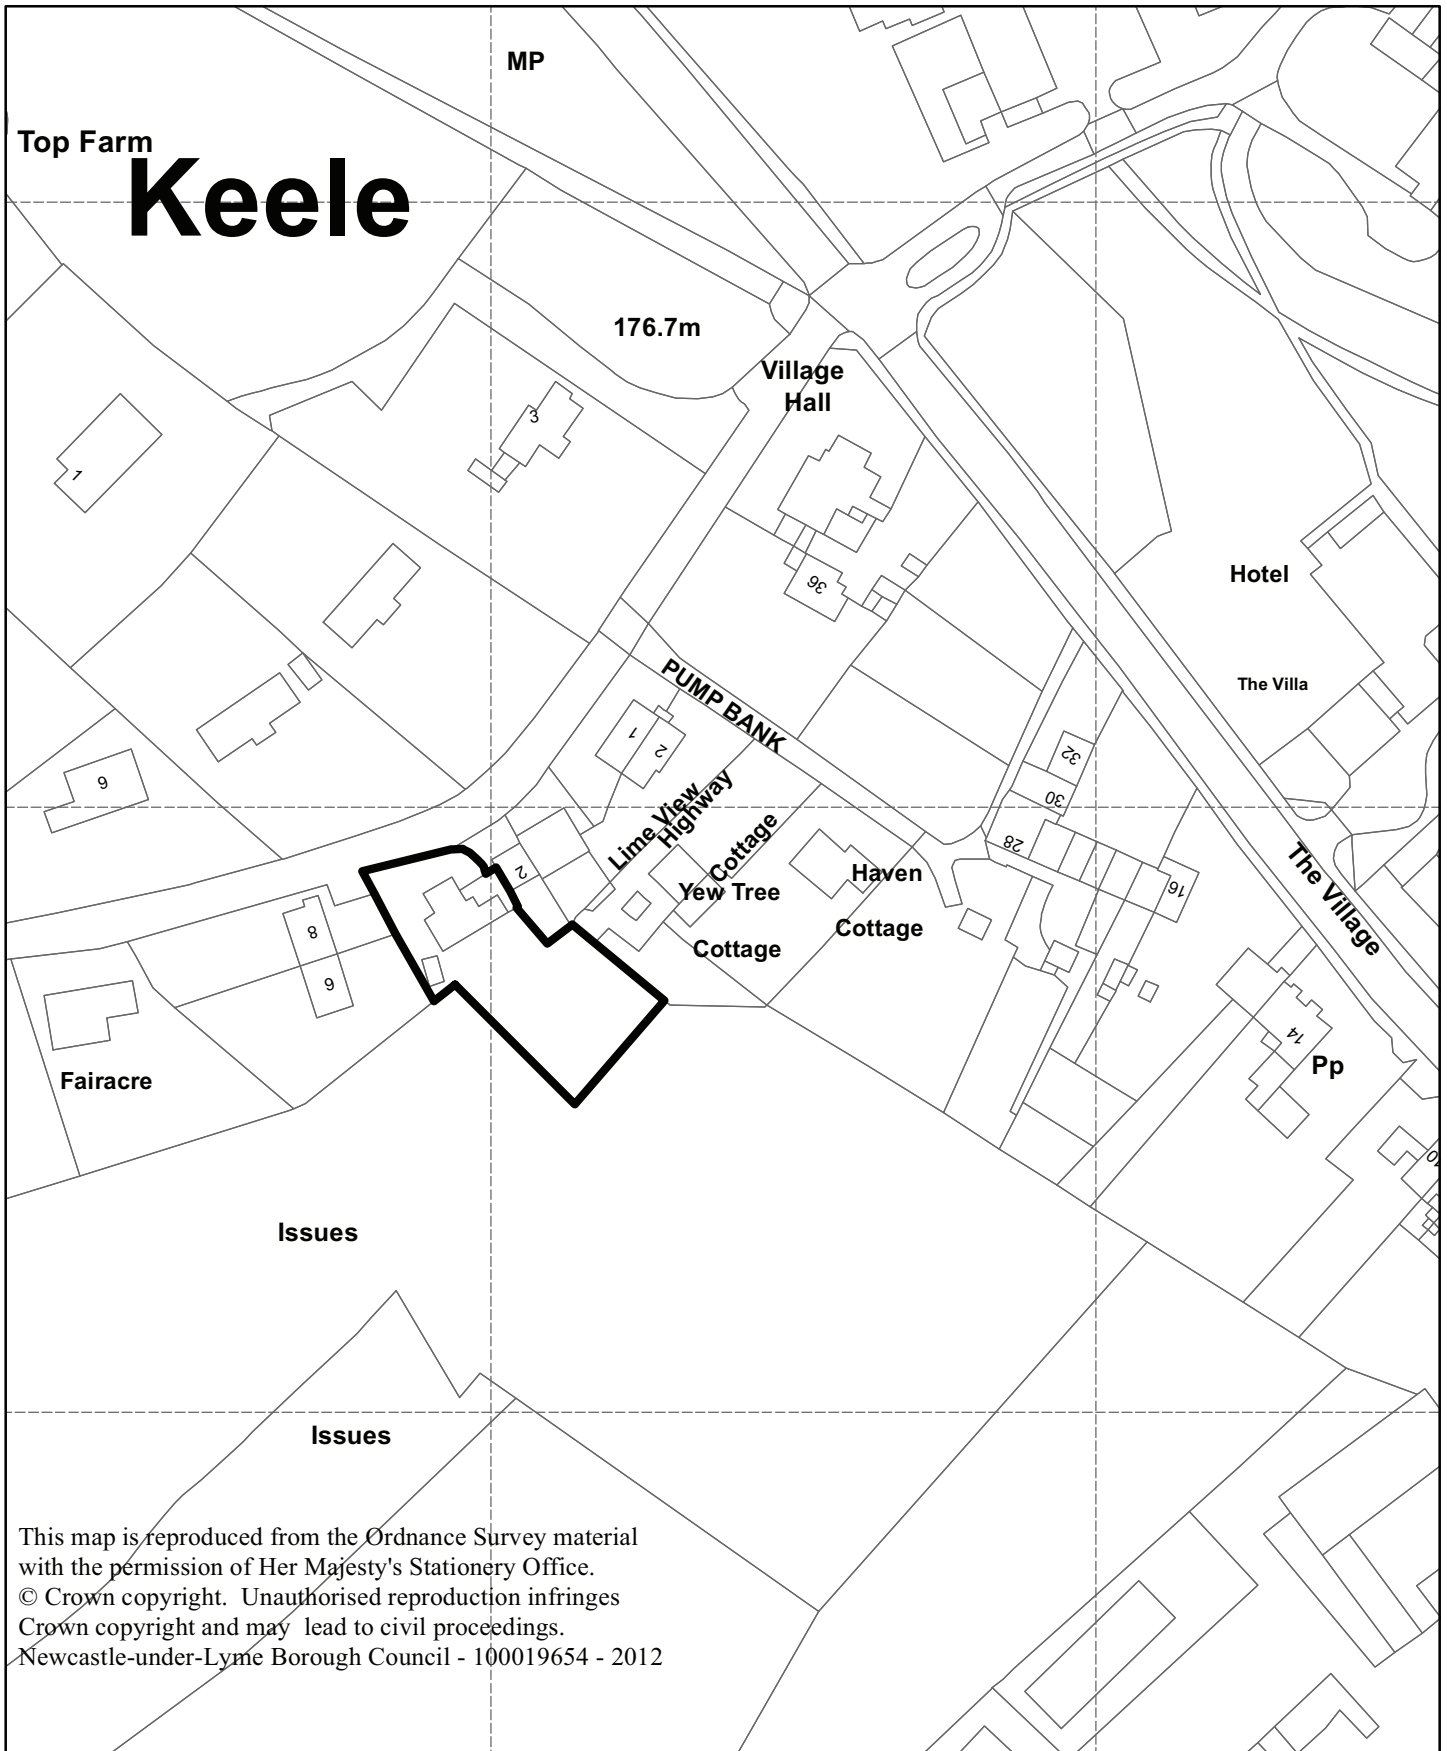 MP
Top Farm
Keele
176.7m
Village
Hall
3
1
36
Hotel
PUMP BANK
The Villa
1
2
32
9
30
Lime View
Highway
Cottage
28
2
Haven
Yew Tree
16
The Village
8
Cottage
Cottage
6
14
Pp
Fairacre
10
Issues
Issues
This map is reproduced from the Ordnance Survey material
with the permission of Her Majesty's Stationery Office.
© Crown copyright. Unauthorised reproduction infringes
Crown copyright and may lead to civil proceedings.
Newcastle-under-Lyme Borough Council - 100019654 - 2012